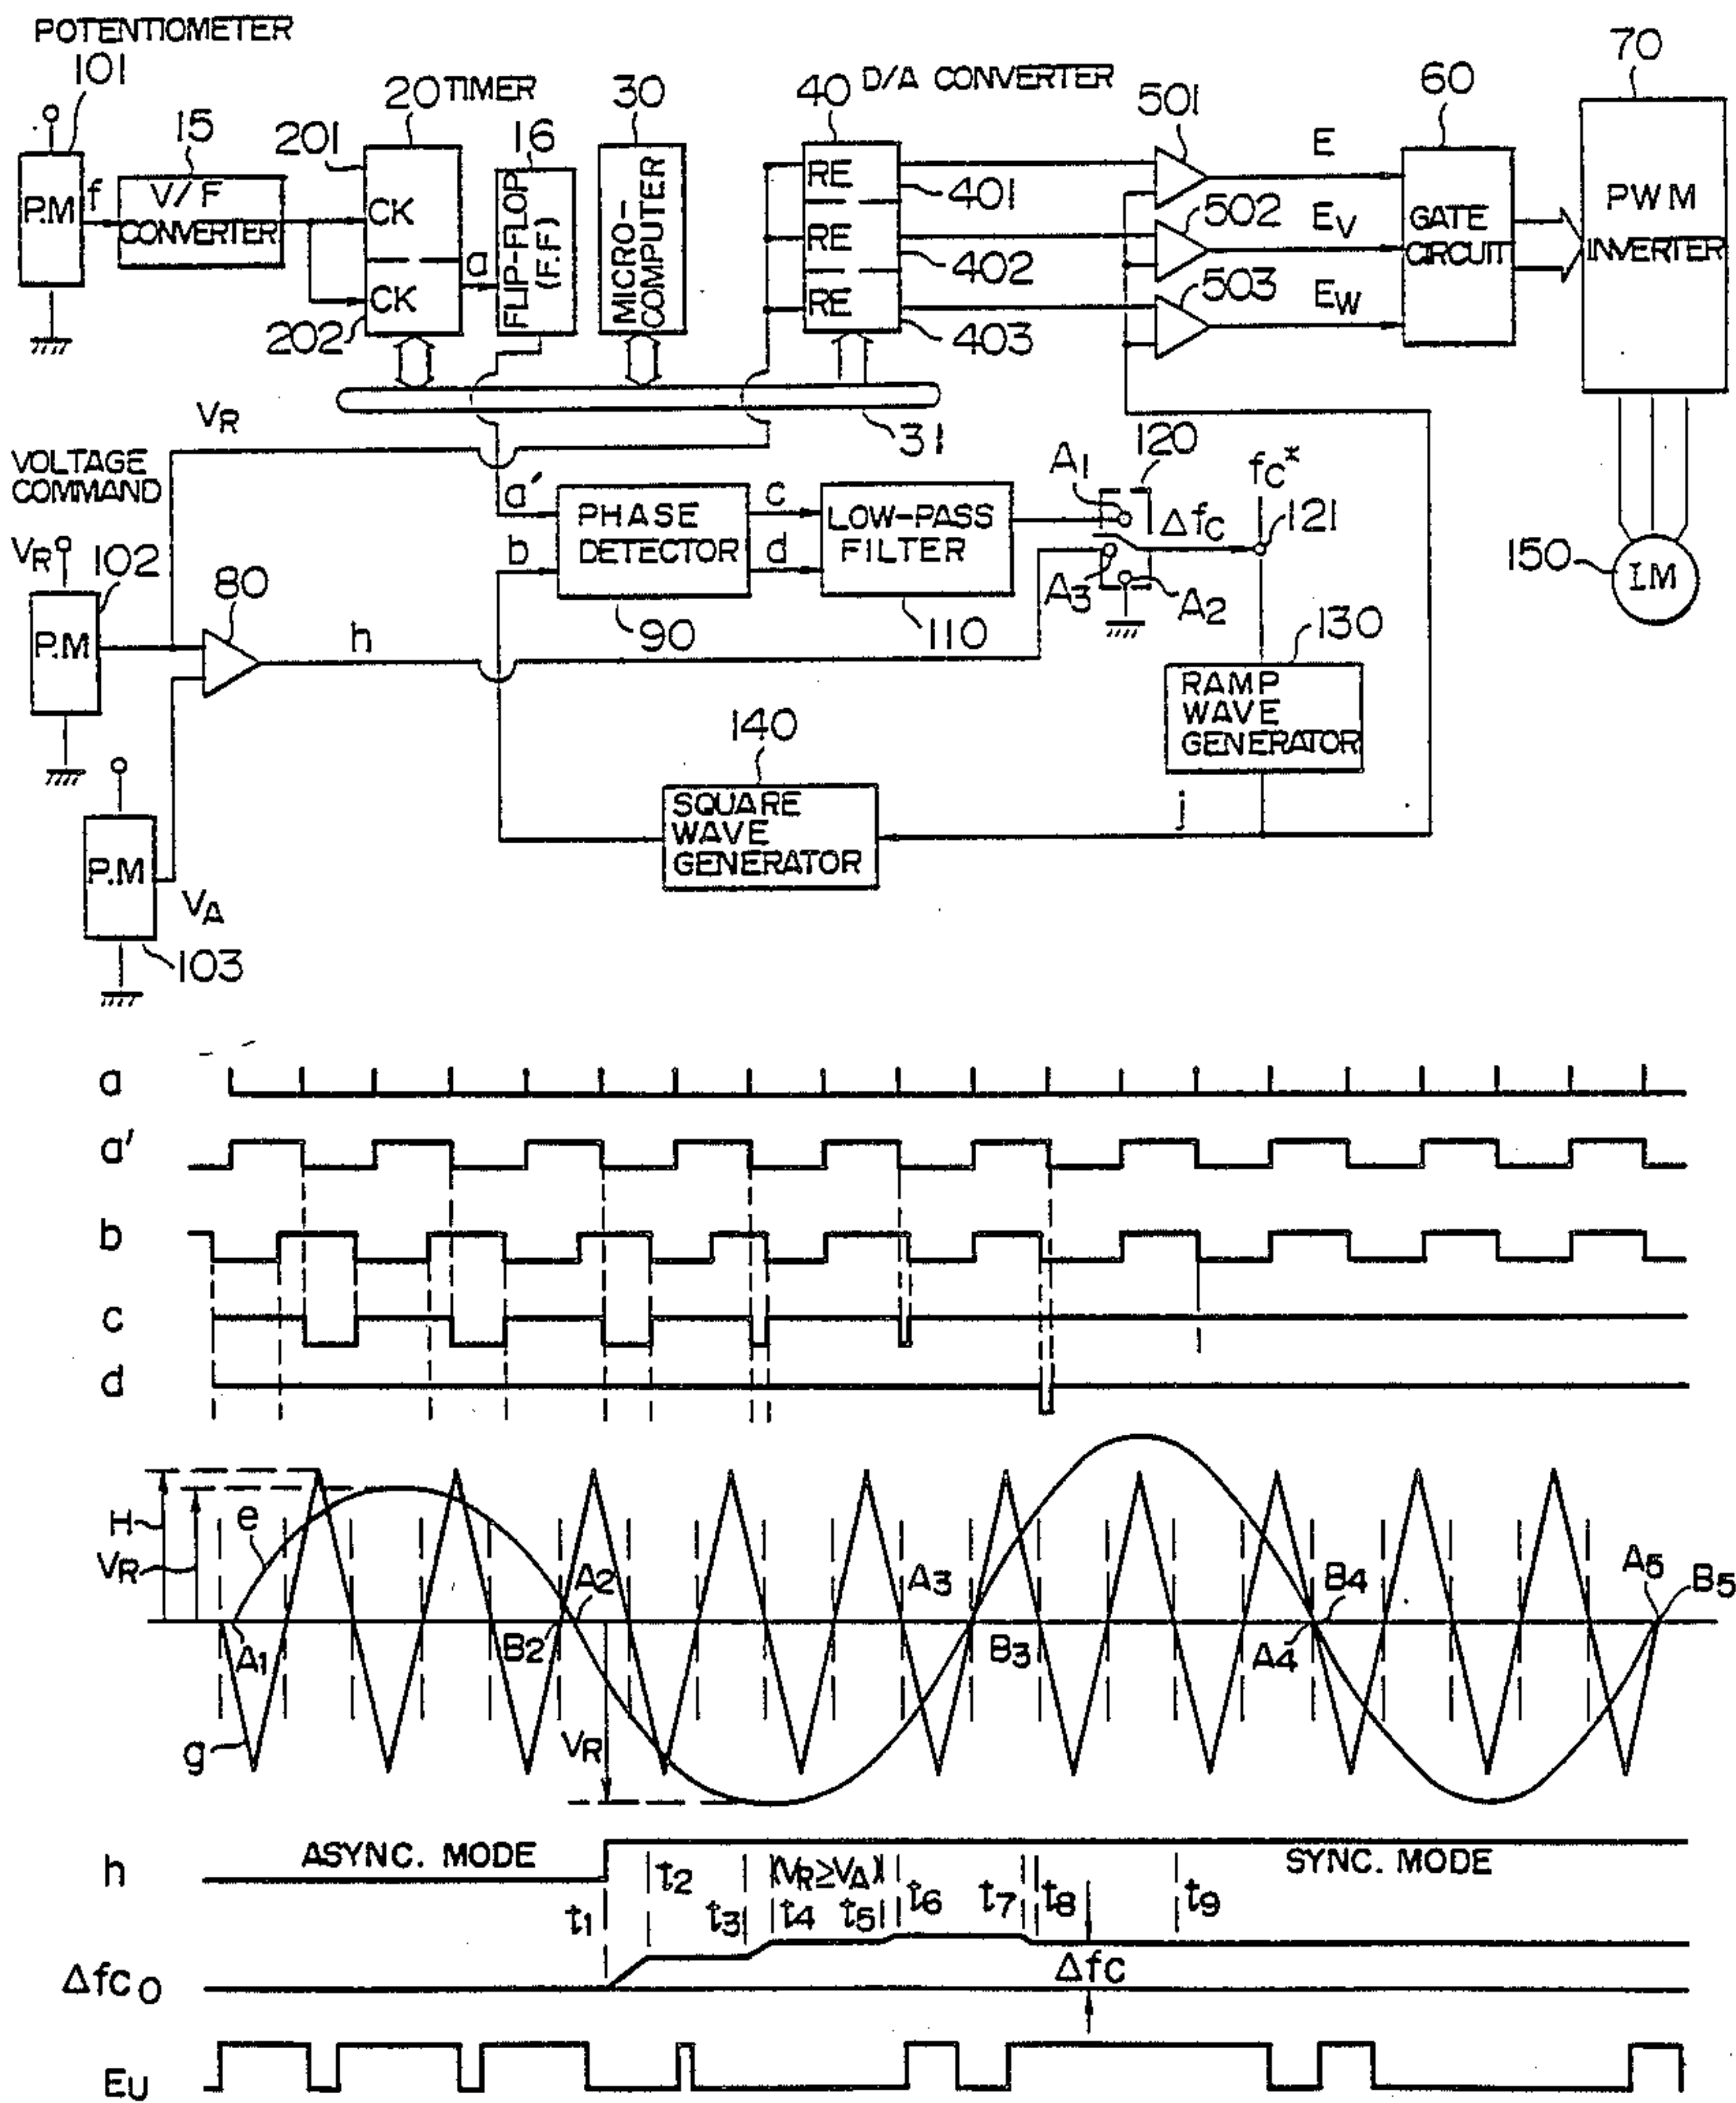 POTENTIOMETER
101
15
20 TIMER
201
16
30
40 D/A CONVERTER
501
E
60
70
P.M
f
V/F
CONVERTER
CK
CK
202
a
FLIP-FLOP
(F.F)
MICRO-
COMPUTER
RE
401
RE
402
RE
403
502
EV
503
EW
GATE
CIRCUIT
PWM
INVERTER
VR
31
VOLTAGE
COMMAND
VR
102
P.M
80
h
a'
b
PHASE
DETECTOR
90
c
d
LOW-PASS
FILTER
110
A1
120
A3
A2
Δfc
fc*
121
130
RAMP
WAVE
GENERATOR
150
IM
140
SQUARE
WAVE
GENERATOR
j
P.M
VA
103
a
a'
b
c
d
H
VR
e
g
A1
B2
A2
VR
A3
B3
A4
B4
A5
B5
h
ASYNC. MODE
(VR≥VA)
SYNC. MODE
t1
t2
t3
t4
t5
t6
t7
t8
t9
Δfc
Δfc 0
EU